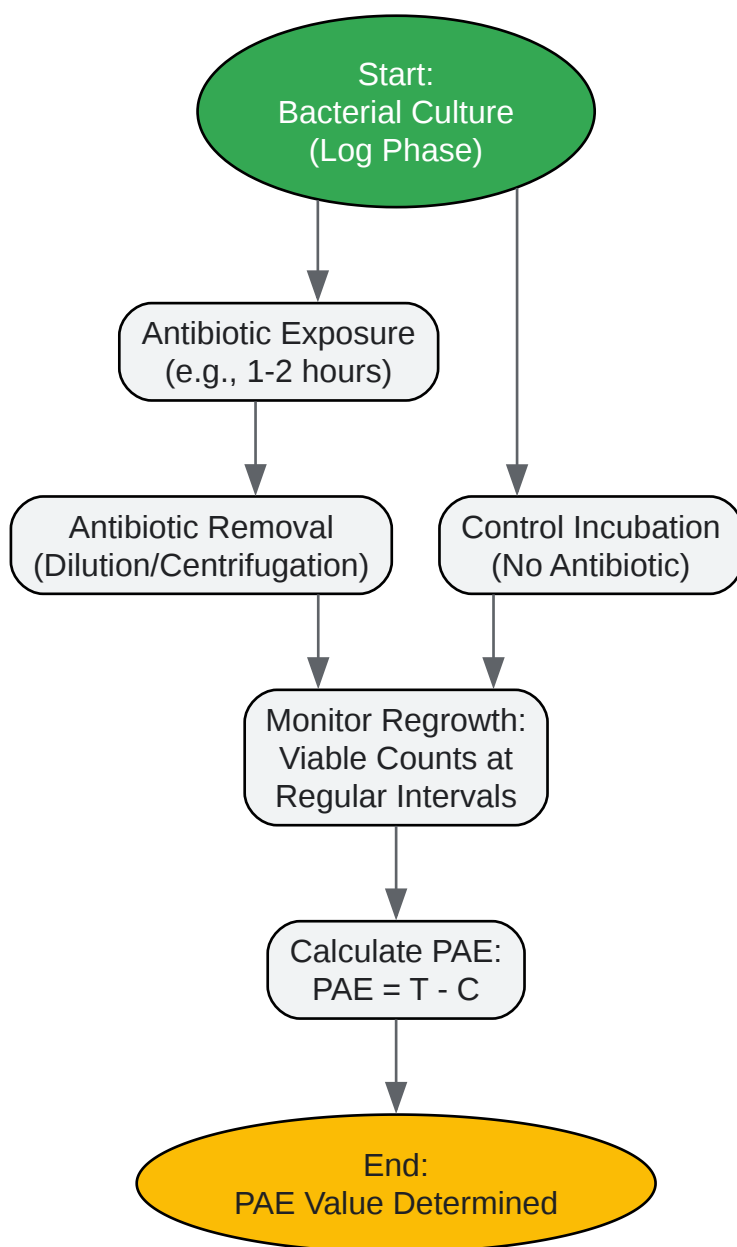 Start:
Bacterial Culture
(Log Phase)
Antibiotic Exposure
(e.g., 1-2 hours)
Antibiotic Removal
(Dilution/Centrifugation)
Control Incubation
(No Antibiotic)
Monitor Regrowth:
Viable Counts at
Regular Intervals
Calculate PAE:
PAE = T - C
End:
PAE Value Determined